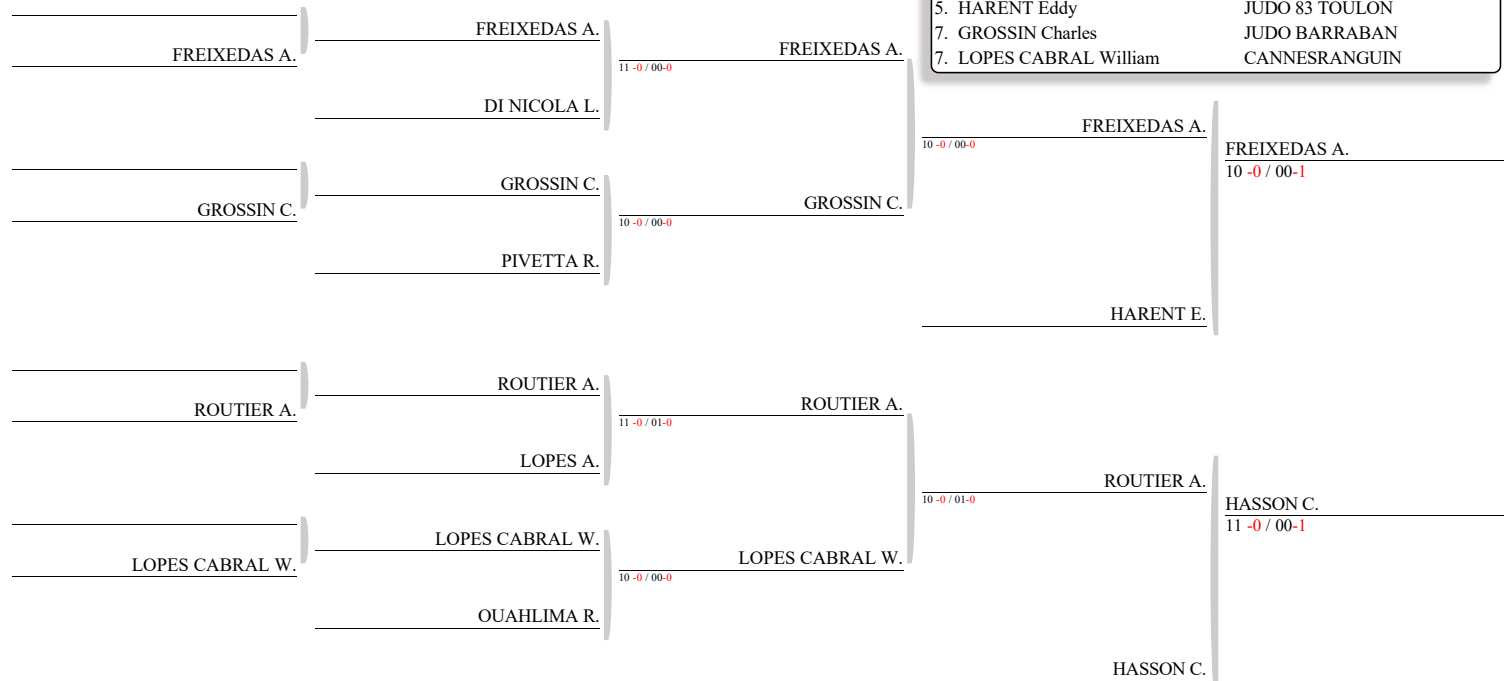 5. HARENT Eddy JUDO 83 TOULON
7. GROSSIN Charles JUDO BARRABAN
7. LOPES CABRAL William CANNESRANGUIN
FREIXEDAS A.
GROSSIN C.
ROUTIER A.
LOPES CABRAL W.
FREIXEDAS A.
DI NICOLA L.
GROSSIN C.
PIVETTA R.
ROUTIER A.
LOPES A.
LOPES CABRAL W.
OUAHLIMA R.
FREIXEDAS A.
11 -0 / 00-0
GROSSIN C.
10 -0 / 00-0
ROUTIER A.
11 -0 / 01-0
LOPES CABRAL W.
10 -0 / 00-0
FREIXEDAS A.
10 -0 / 00-0
HARENT E.
ROUTIER A.
10 -0 / 01-0
HASSON C.
FREIXEDAS A.
10 -0 / 00-1
HASSON C.
11 -0 / 00-1